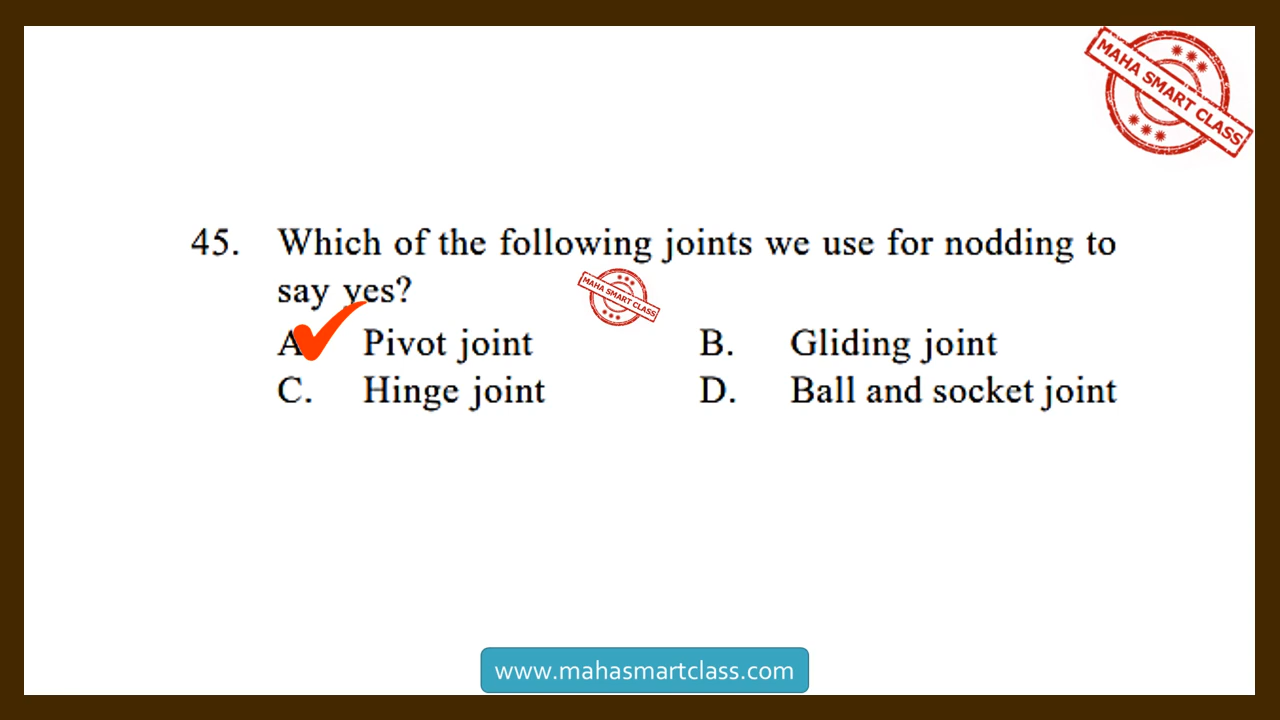 MAHA SMART CLASS
45. Which of the following joints we use for nodding to
say yes?
MAHA SMART CLASS
A. Pivot joint B. Gliding joint
C. Hinge joint D. Ball and socket joint
www.mahasmartclass.com